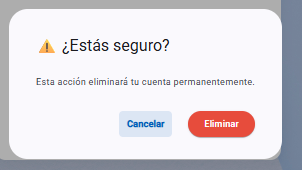 ⚠️ ¿Estás seguro?
Esta acción eliminará tu cuenta permanentemente.
Cancelar Eliminar